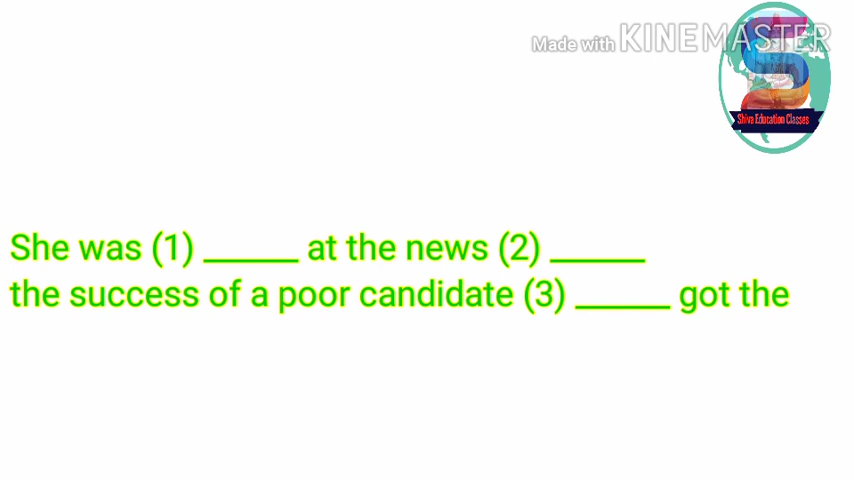 Made with KINEMASTER
Shiva Education Classes
She was (1) ______ at the news (2) ______
the success of a poor candidate (3) ______ got the